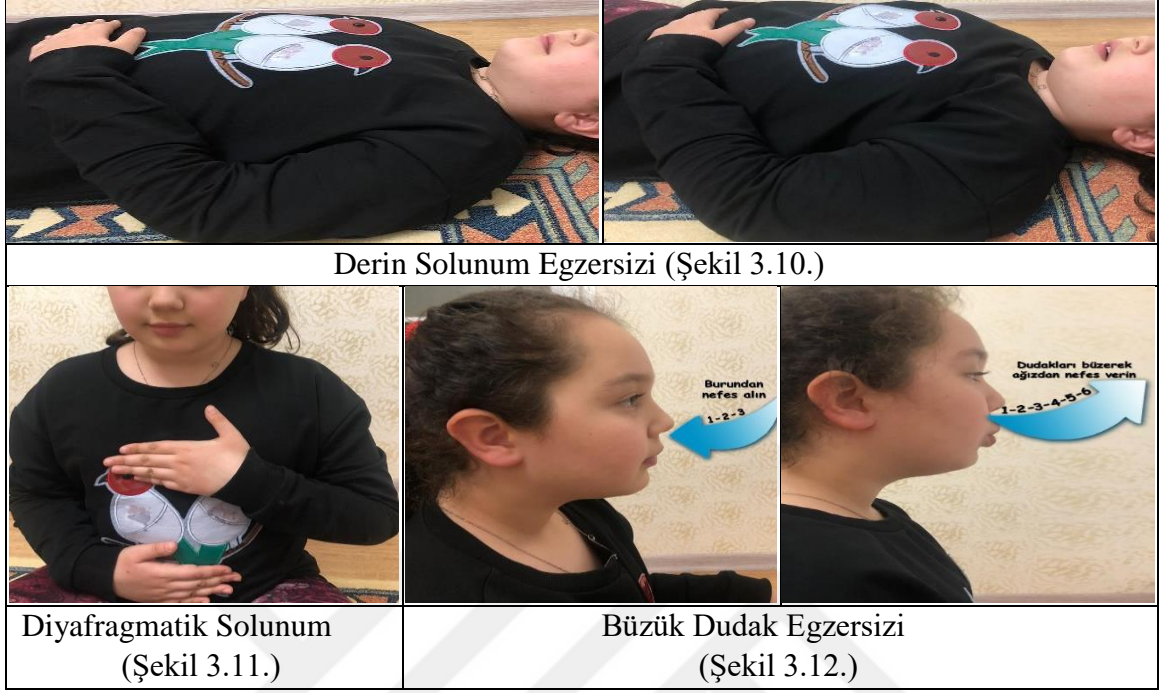 Derin Solunum Egzersizi (Şekil 3.10.)
Burundan
nefes alın
1-2-3
Dudakları büzerek
ağızdan nefes verin
1-2-3-4-5-6
Diyafragmatik Solunum
(Şekil 3.11.)
Büzük Dudak Egzersizi
(Şekil 3.12.)